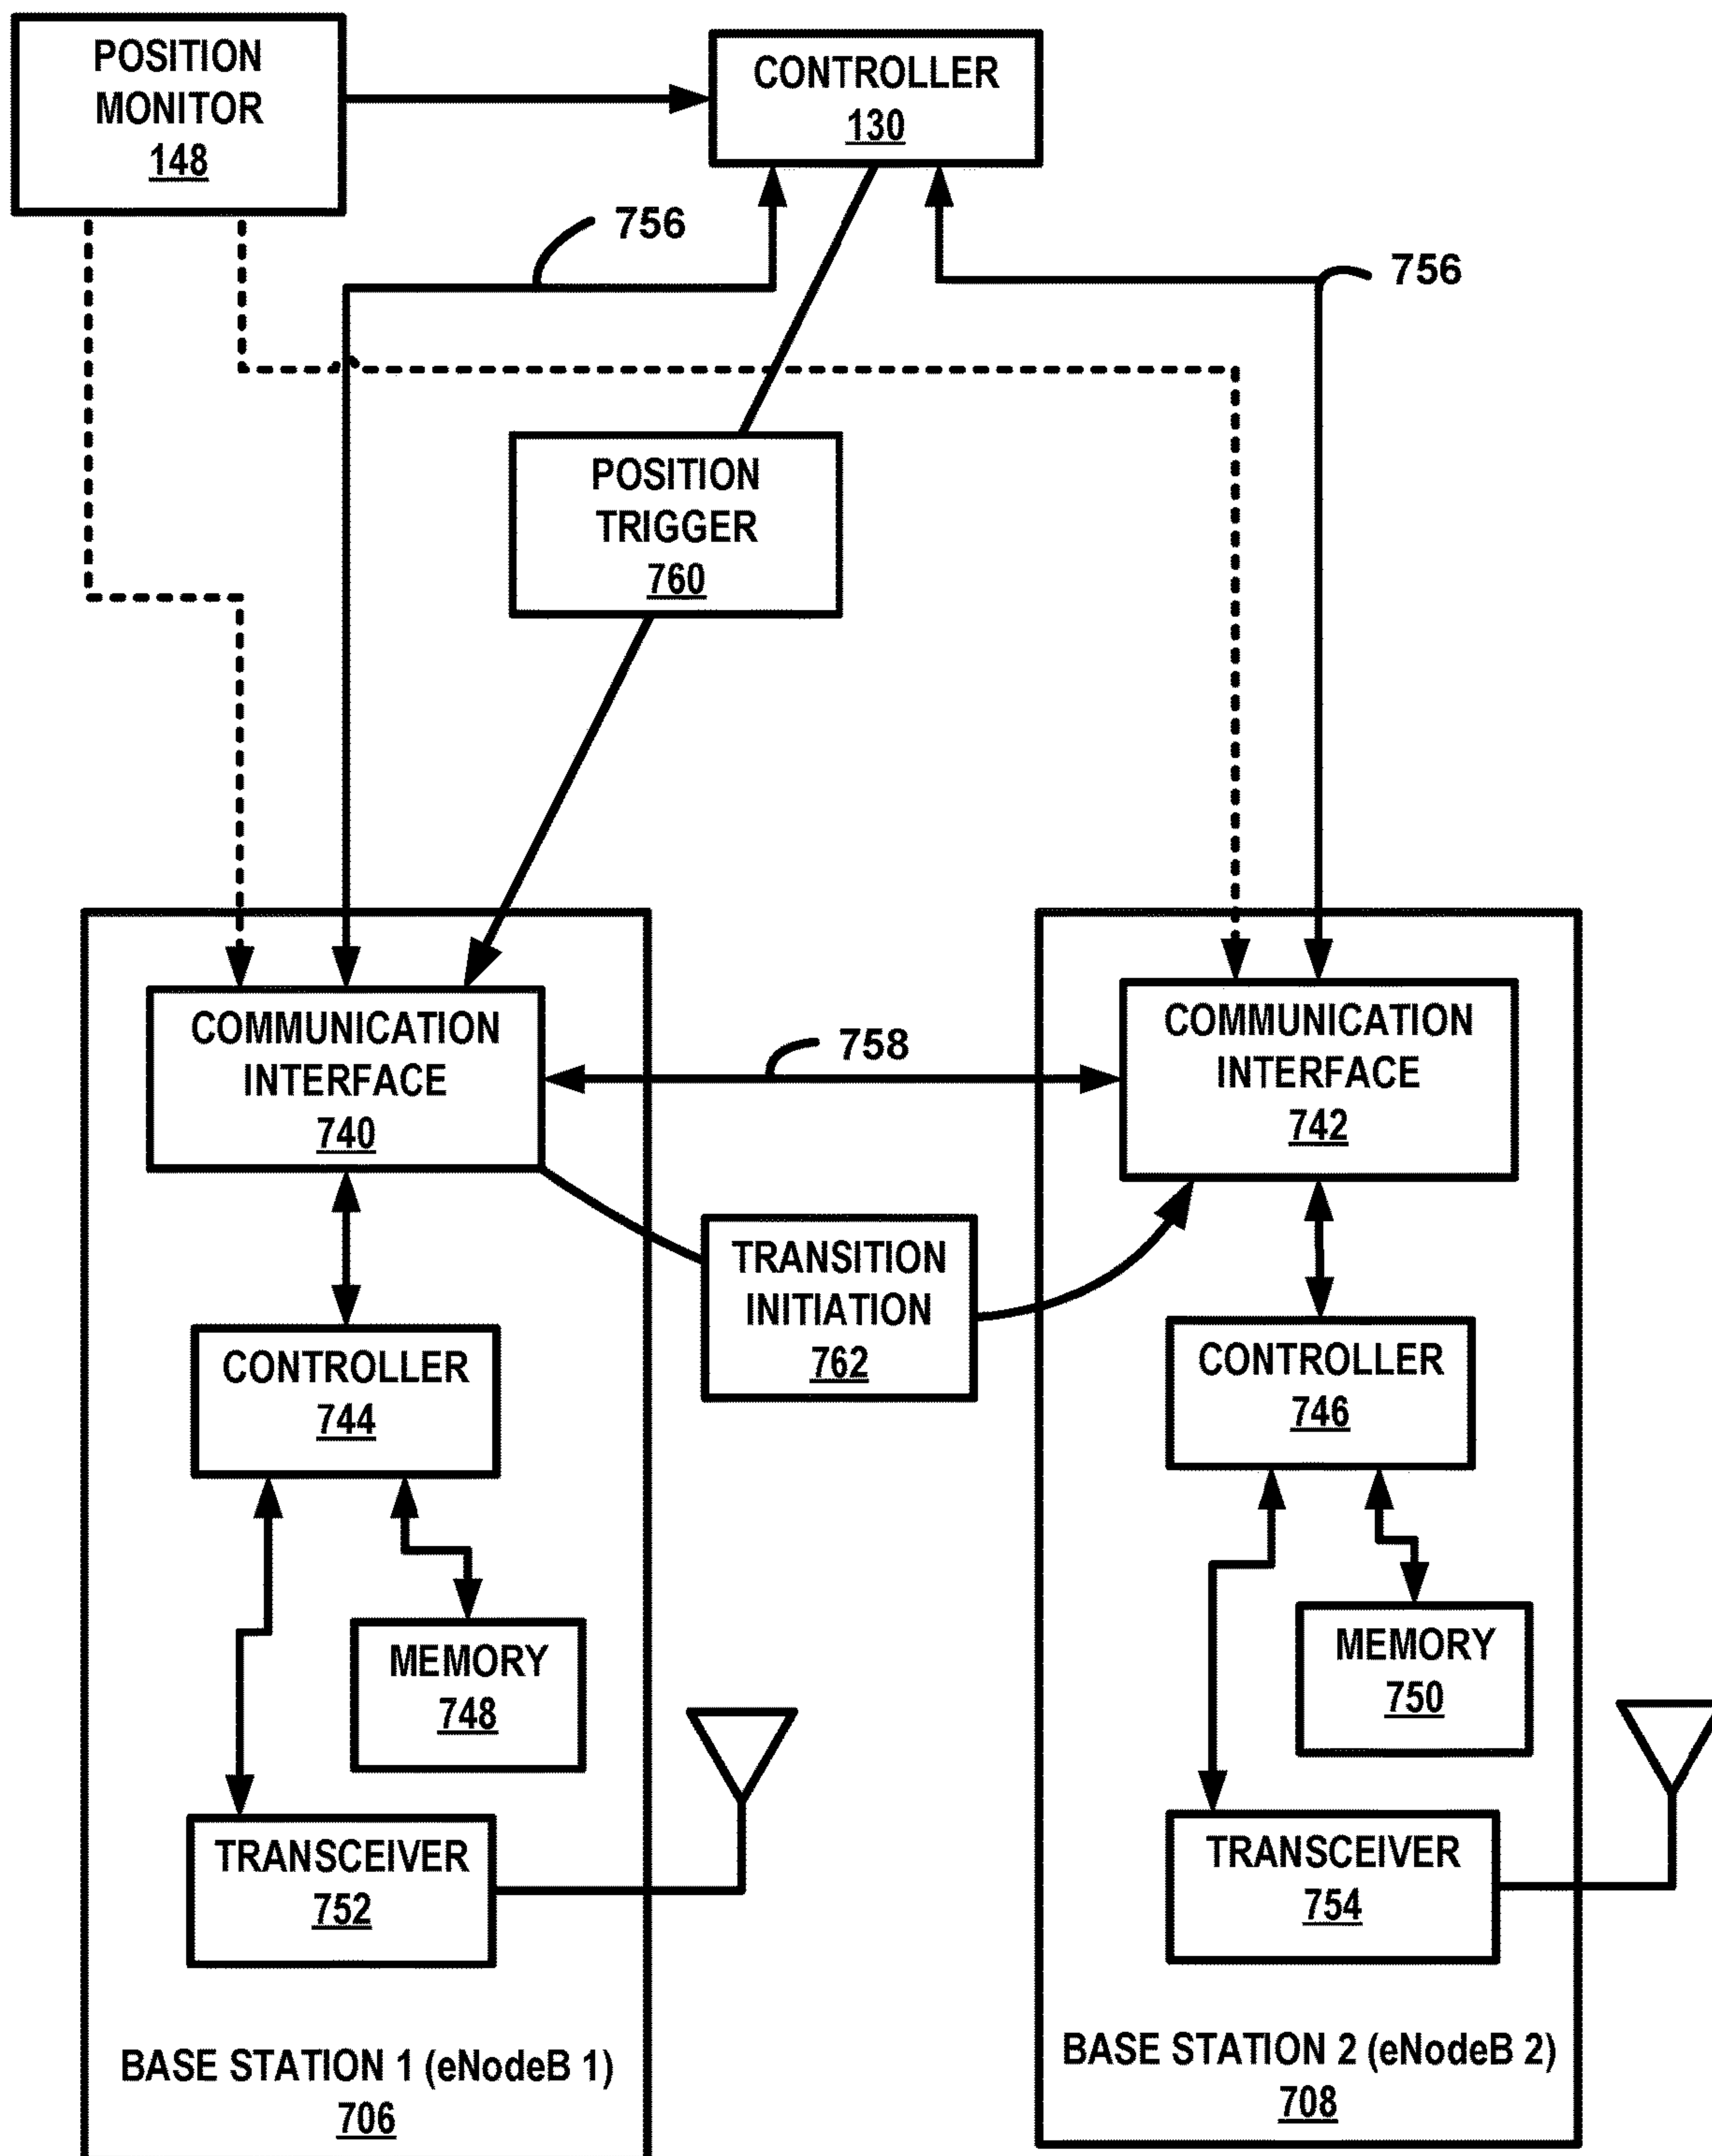 POSITION
MONITOR
148
CONTROLLER
130
756
756
POSITION
TRIGGER
760
COMMUNICATION
INTERFACE
740
758
COMMUNICATION
INTERFACE
742
TRANSITION
INITIATION
762
CONTROLLER
744
CONTROLLER
746
MEMORY
748
MEMORY
750
TRANSCEIVER
752
TRANSCEIVER
754
BASE STATION 1 (eNodeB 1)
706
BASE STATION 2 (eNodeB 2)
708